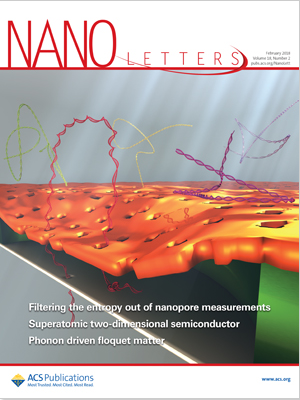 NANO LETTERS
February 2018
Volume 18, Number 2
pubs.acs.org/NanoLett
Filtering the entropy out of nanopore measurements
Superatomic two-dimensional semiconductor
Phonon driven floquet matter
ACS Publications
Most Trusted. Most Cited. Most Read.
www.acs.org